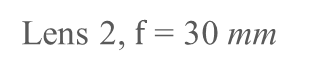 Lens 2, f = 30 mm